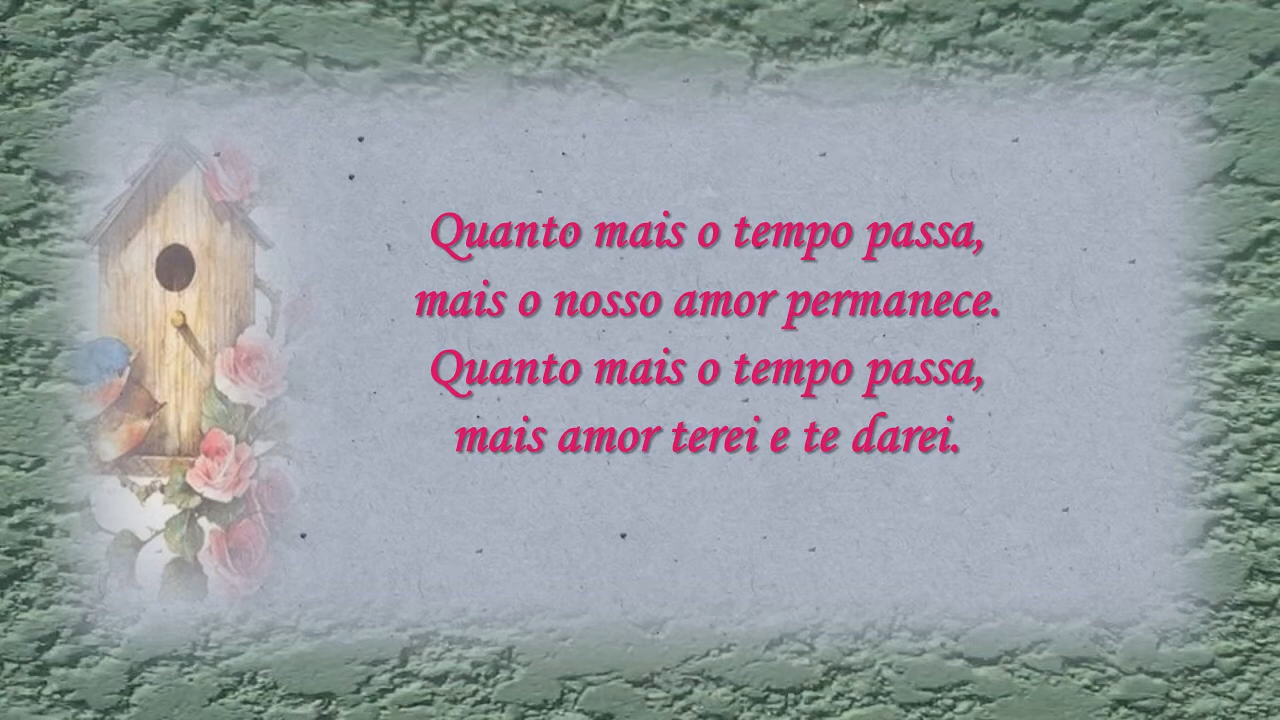 Quanto mais o tempo passa,
mais o nosso amor permanece.
Quanto mais o tempo passa,
mais amor terei e te darei.